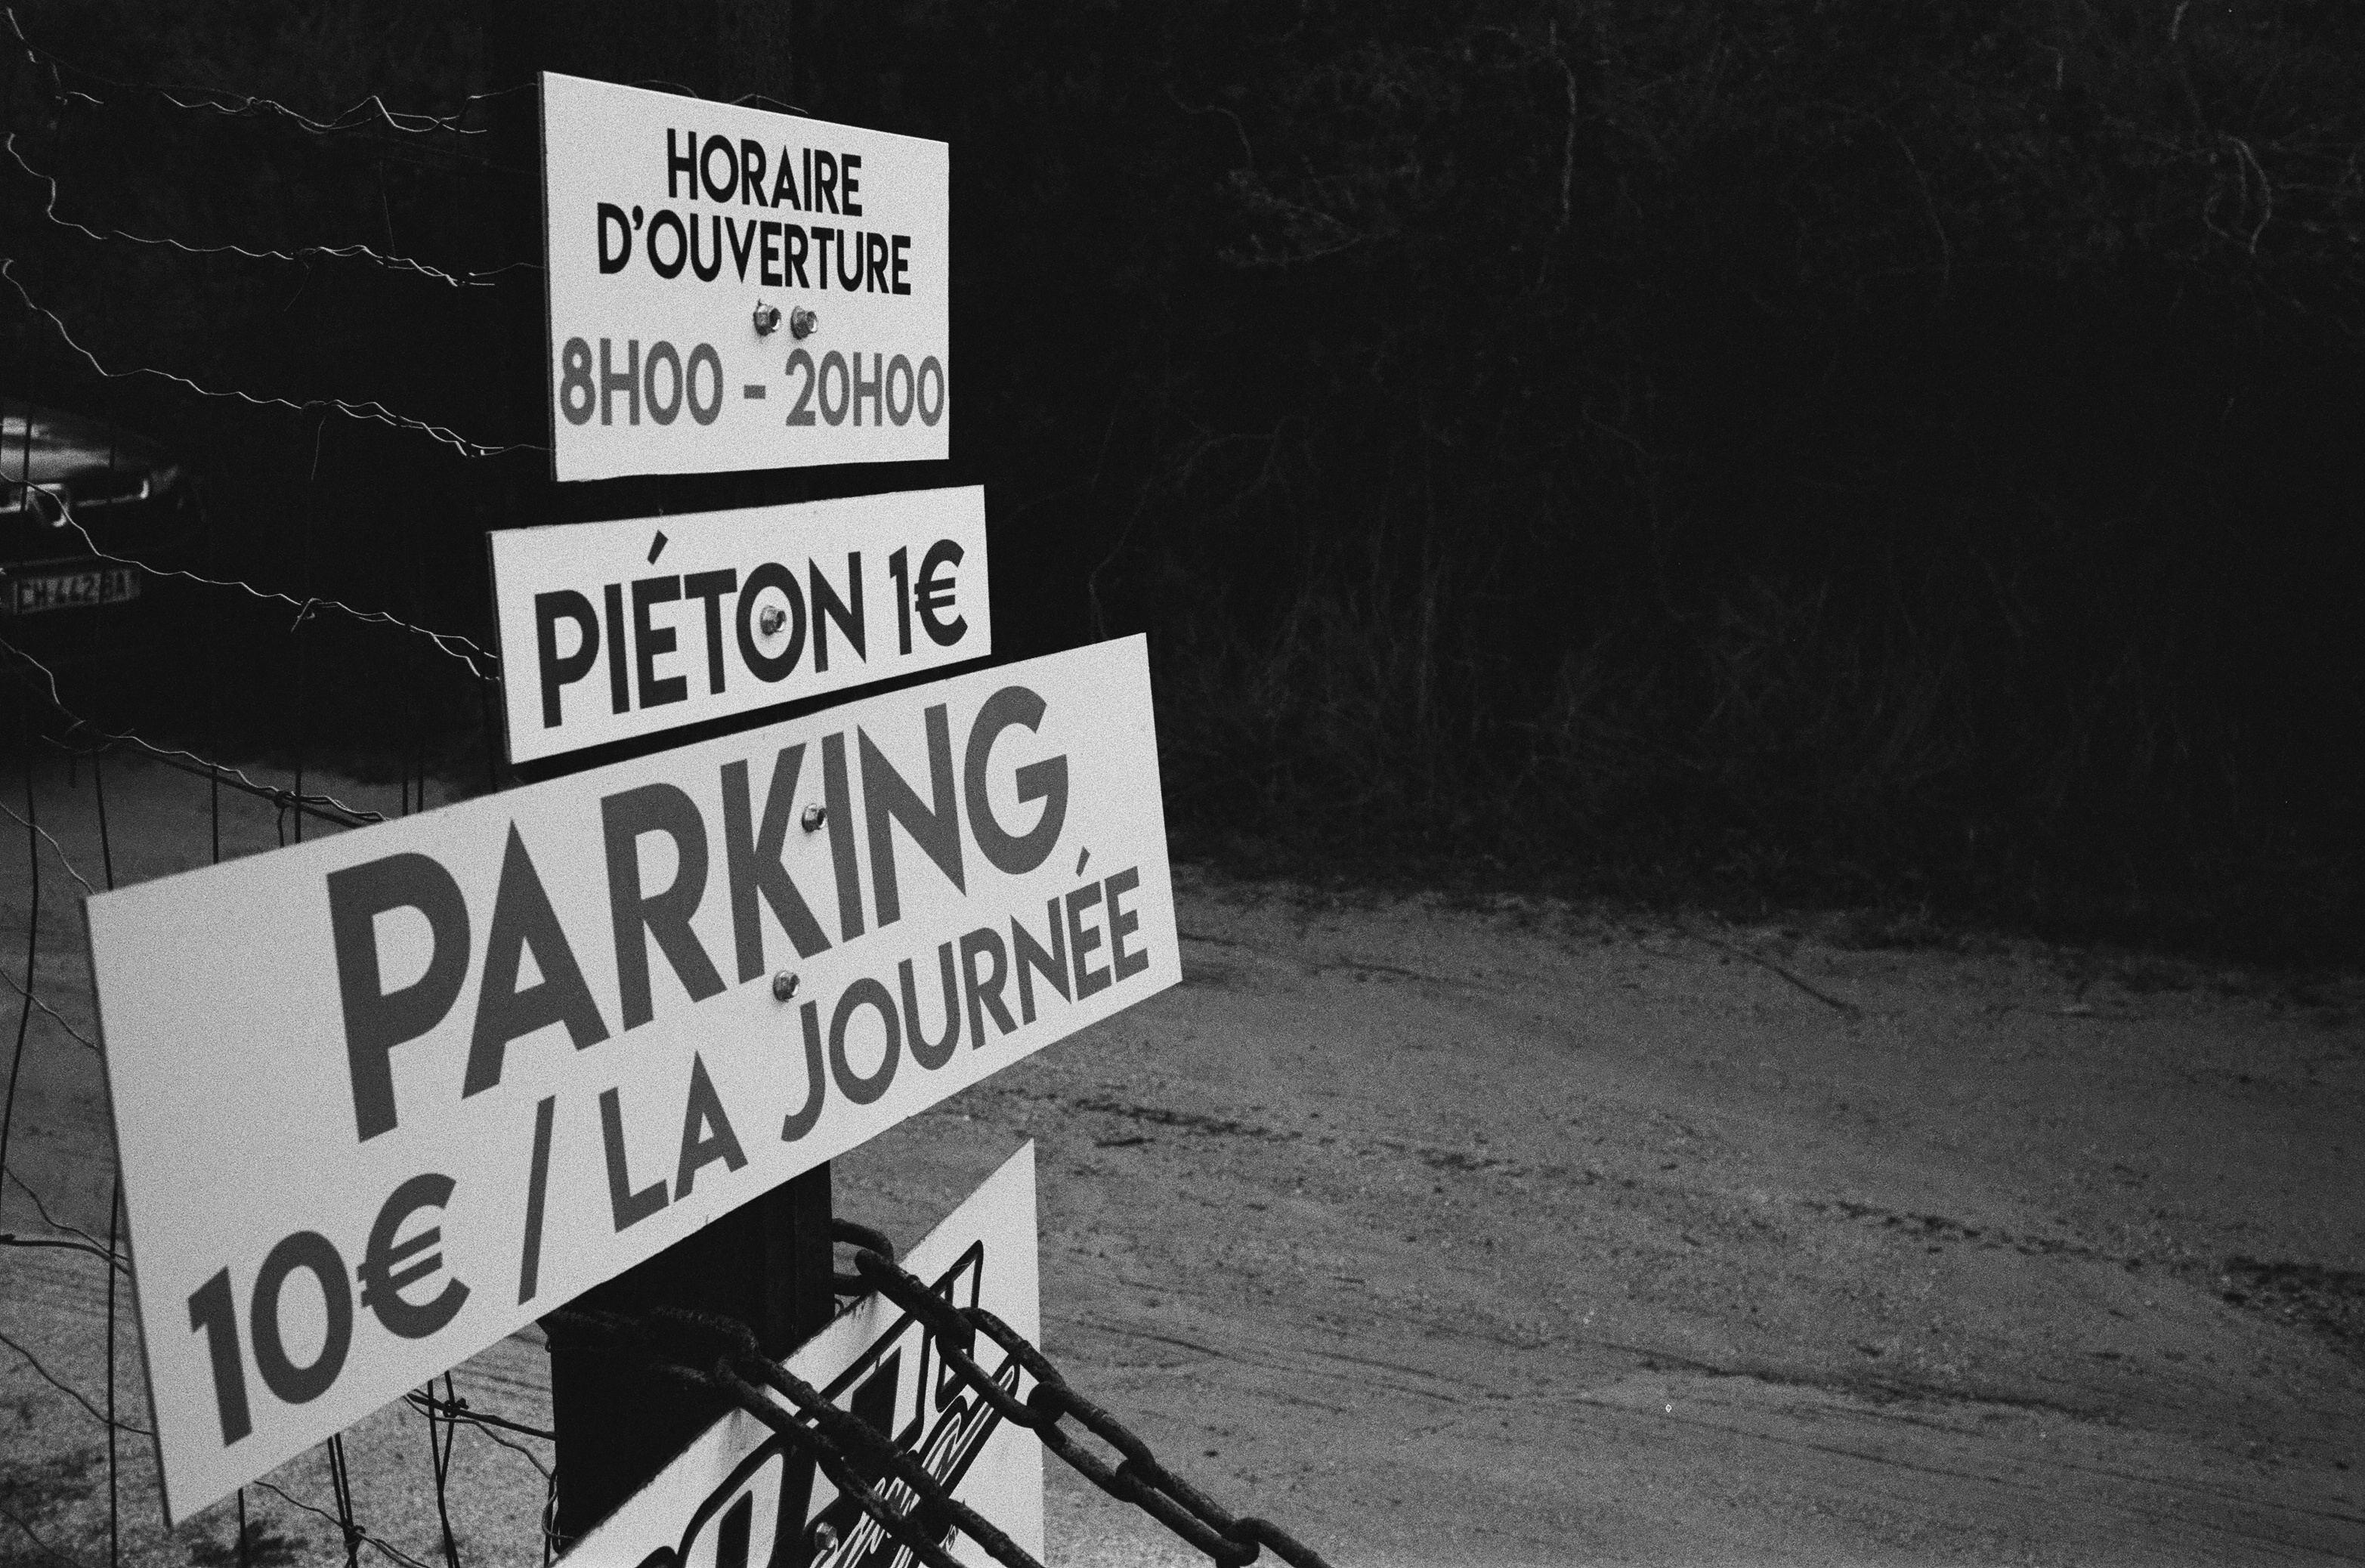 HORAIRE
D'OUVERTURE
8H00 - 20H00
PIÉTON 1€
PARKING
10€ / LA JOURNÉE